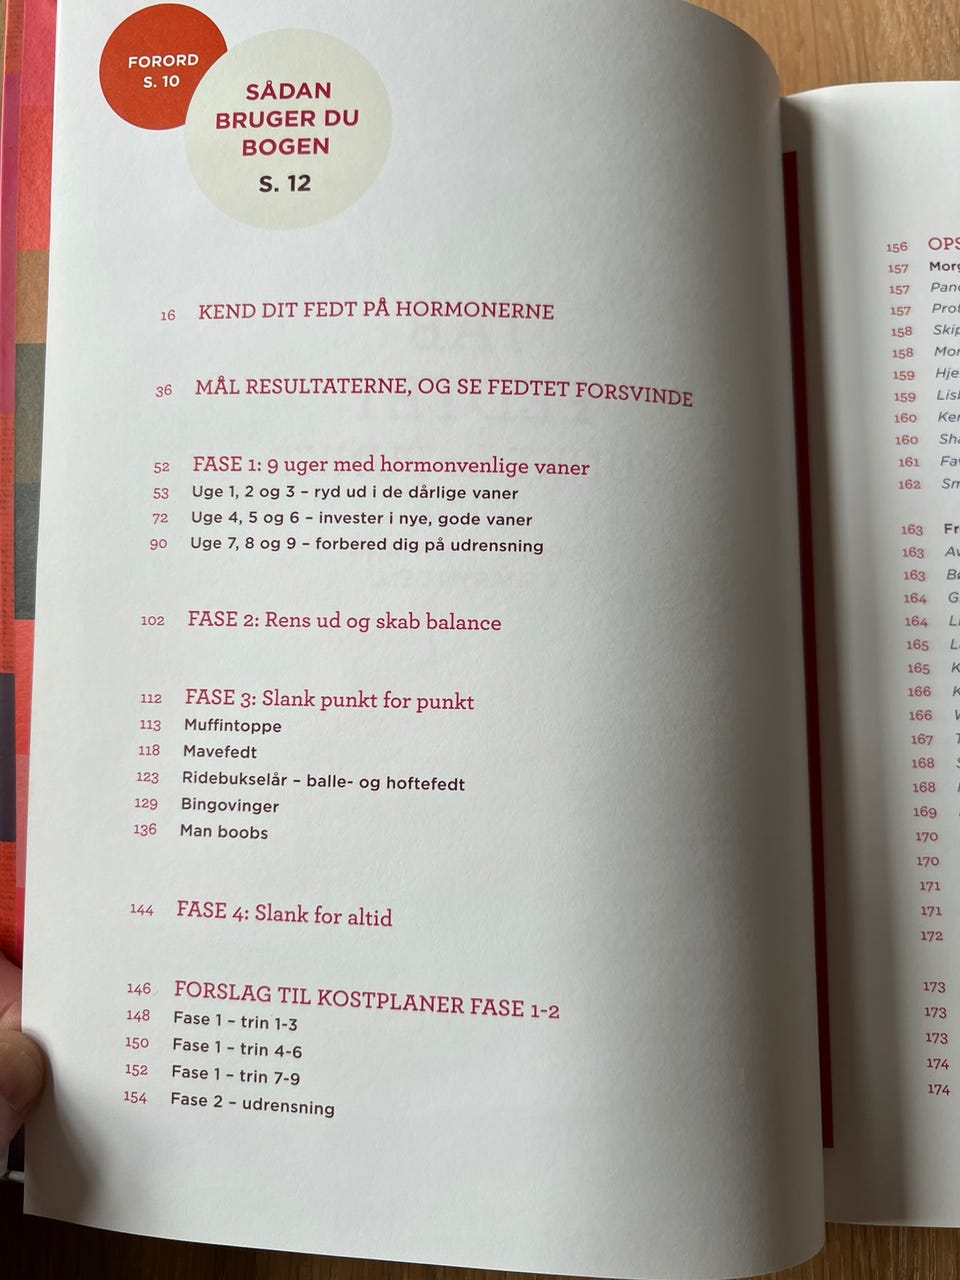 FORORD
S. 10
SÅDAN
BRUGER DU
BOGEN
S. 12
16 KEND DIT FEDT PÅ HORMONERNE
36 MÅL RESULTATERNE, OG SE FEDTET FORSVINDE
52 FASE 1: 9 uger med hormonvenlige vaner
53 Uge 1, 2 og 3 – ryd ud i de dårlige vaner
72 Uge 4, 5 og 6 – invester i nye, gode vaner
90 Uge 7, 8 og 9 – forbered dig på udrensning
102 FASE 2: Rens ud og skab balance
112 FASE 3: Slank punkt for punkt
113 Muffintoppe
118 Mavefedt
123 Ridebukselår – balle- og hoftefedt
129 Bingovinger
136 Man boobs
144 FASE 4: Slank for altid
146 FORSLAG TIL KOSTPLANER FASE 1-2
148 Fase 1 – trin 1-3
150 Fase 1 – trin 4-6
152 Fase 1 – trin 7-9
154 Fase 2 – udrensning
156
157
157
157
158
158
159
159
160
160
161
162
163
163
163
164
164
165
165
166
166
167
168
168
169
170
170
171
171
172
173
173
173
174
174